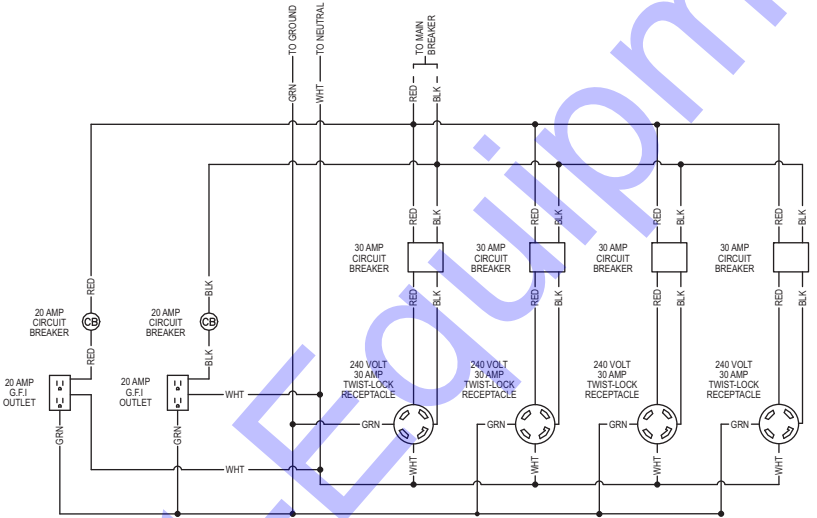 TO GROUND
TO NEUTRAL
TO MAIN
BREAKER
GRN
WHT
RED
BLK
RED
BLK
RED
BLK
RED
BLK
RED
BLK
30 AMP
CIRCUIT
BREAKER
30 AMP
CIRCUIT
BREAKER
30 AMP
CIRCUIT
BREAKER
30 AMP
CIRCUIT
BREAKER
RED
BLK
RED
BLK
RED
BLK
RED
BLK
RED
BLK
20 AMP
CIRCUIT
BREAKER
CB
20 AMP
CIRCUIT
BREAKER
CB
RED
BLK
20 AMP
G.F.I
OUTLET
20 AMP
G.F.I
OUTLET
WHT
240 VOLT
30 AMP
TWIST-LOCK
RECEPTACLE
240 VOLT
30 AMP
TWIST-LOCK
RECEPTACLE
240 VOLT
30 AMP
TWIST-LOCK
RECEPTACLE
240 VOLT
30 AMP
TWIST-LOCK
RECEPTACLE
GRN
GRN
GRN
GRN
GRN
GRN
WHT
WHT
WHT
WHT
WHT
Equipm